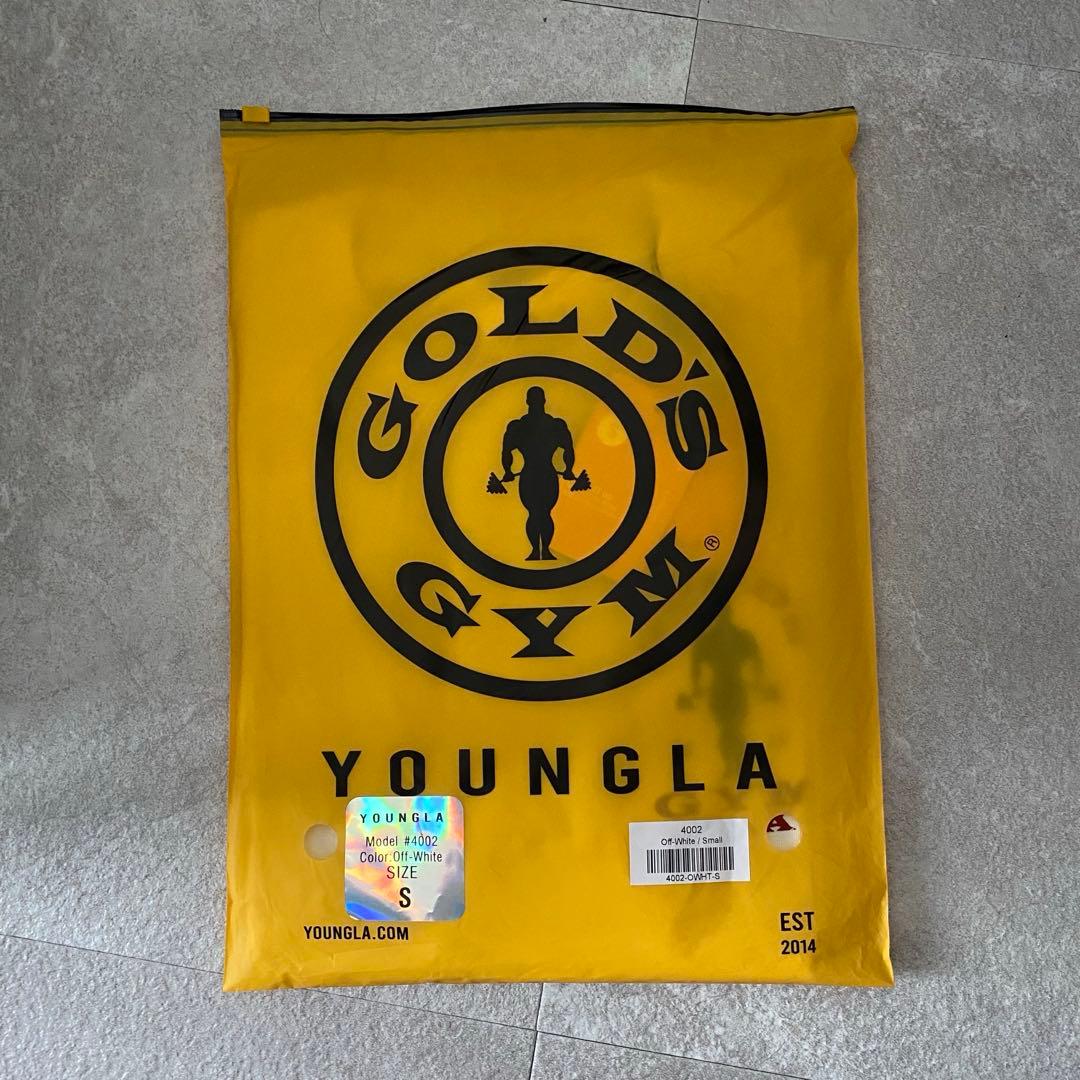 GOLD'S
GYM®
YOUNGLA
YOUNGLA
Model #4002
Color:Off-White
SIZE
S
4002
Off-White / Small
4002-OWHT-S
YOUNGLA.COM
EST
2014
GYM